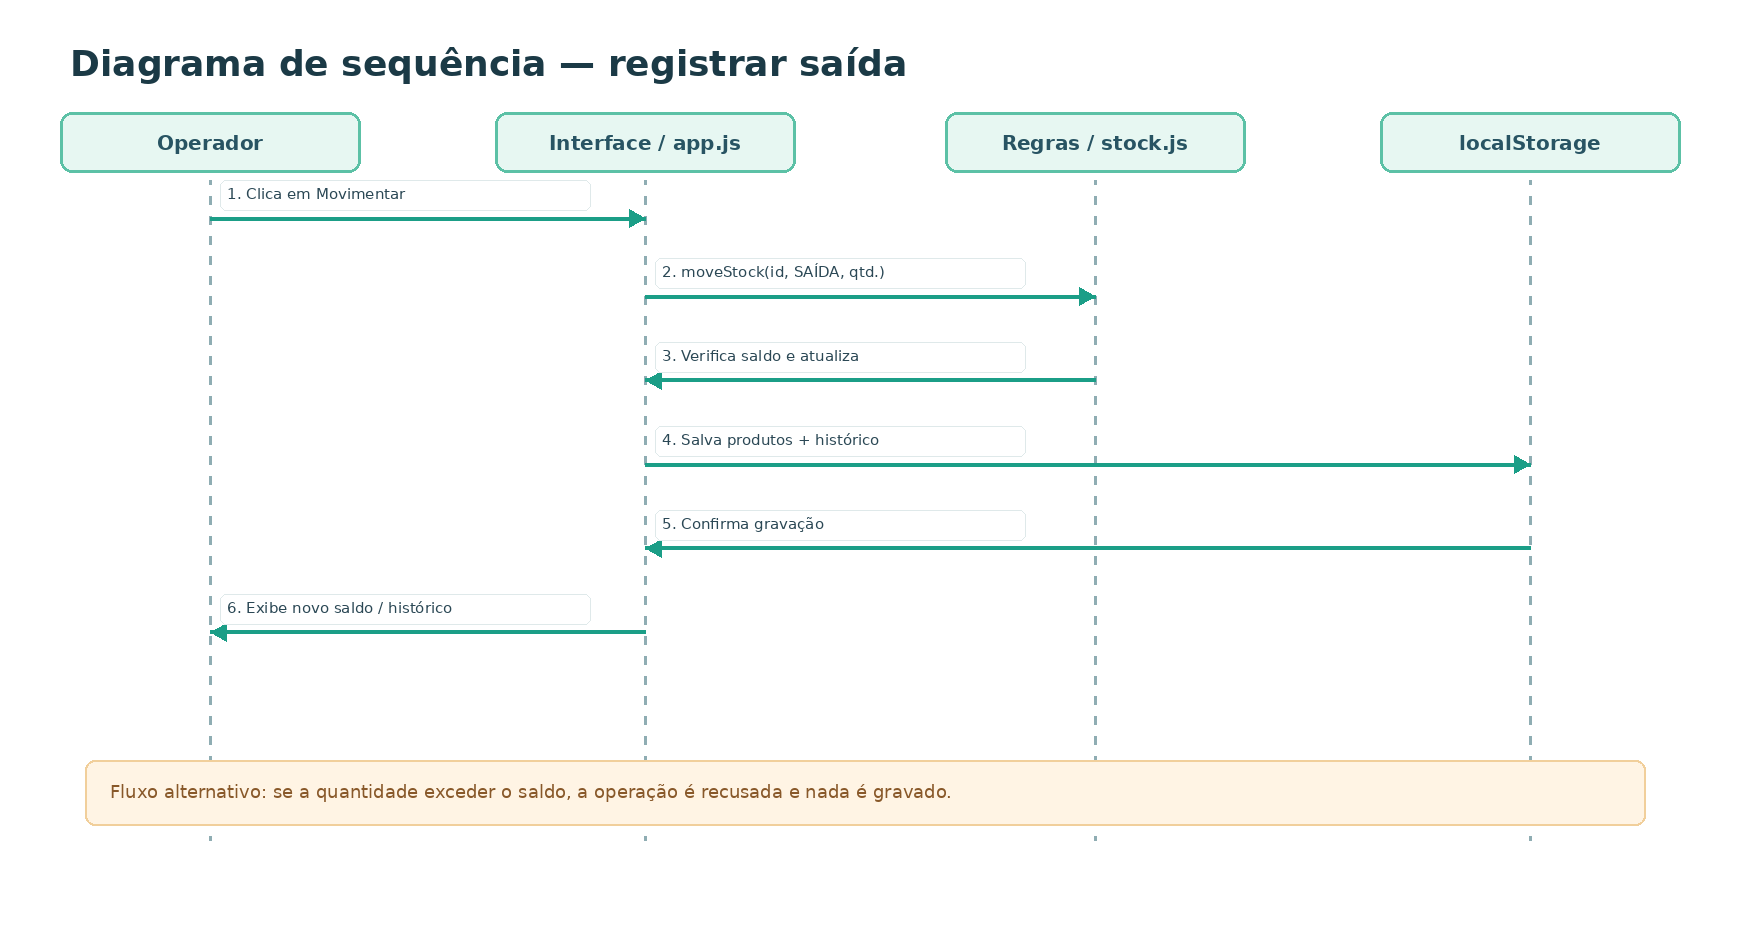 Diagrama de sequência — registrar saída
Operador
Interface / app.js
Regras / stock.js
localStorage
1. Clica em Movimentar
2. moveStock(id, SAÍDA, qtd.)
3. Verifica saldo e atualiza
4. Salva produtos + histórico
5. Confirma gravação
6. Exibe novo saldo / histórico
Fluxo alternativo: se a quantidade exceder o saldo, a operação é recusada e nada é gravado.